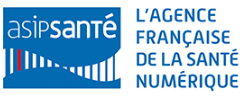 asipsanté
L'AGENCE
FRANÇAISE
DE LA SANTÉ
NUMÉRIQUE